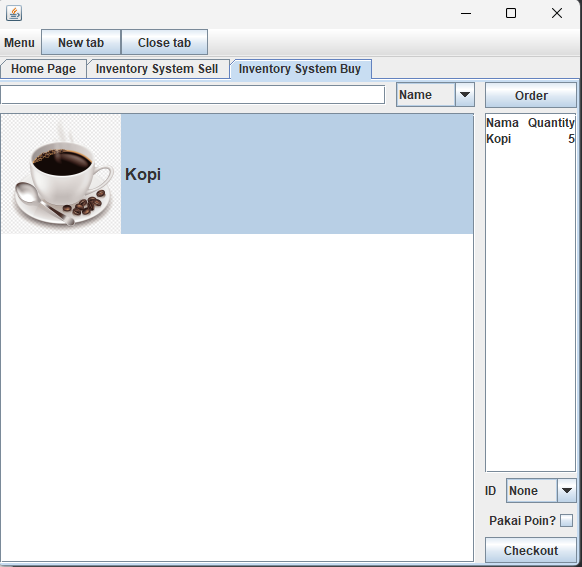 Menu New tab Close tab
Home Page Inventory System Sell Inventory System Buy
Name Order
Nama Quantity
Kopi 5
Kopi
ID None
Pakai Poin?
Checkout